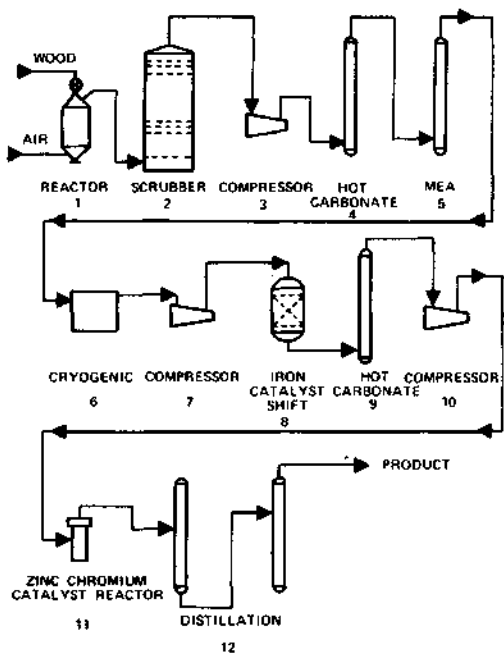 WOOD
AIR
REACTOR
1
SCRUBBER
2
COMPRESSOR
3
HOT
CARBONATE
4
MEA
5
CRYOGENIC
6
COMPRESSOR
7
IRON
CATALYST
SHIFT
8
HOT
CARBONATE
9
COMPRESSOR
10
PRODUCT
ZINC CHROMIUM
CATALYST REACTOR
11
DISTILLATION
12